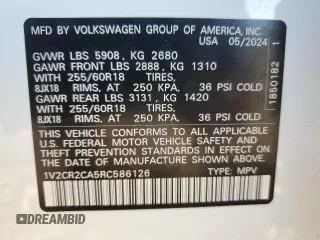 MFD BY VOLKSWAGEN GROUP OF AMERICA, INC.
USA 05/2024
GVWR LBS 5908, KG 2680
GAWR FRONT LBS 2888, KG 1310
WITH 255/60R18 TIRES,
8JX18 RIMS, AT 250 KPA, 36 PSI COLD
GAWR REAR LBS 3131, KG 1420
WITH 255/60R18 TIRES,
8JX18 RIMS, AT 250 KPA, 36 PSI COLD
THIS VEHICLE CONFORMS TO ALL APPLICABLE
U.S. FEDERAL MOTOR VEHICLE SAFETY AND
THEFT PREVENTION STANDARDS IN EFFECT ON THE
DATE OF MANUFACTURE SHOWN ABOVE.
1V2CR2CA5RC586126 TYPE: MPV
1850182 1
DREAMBID